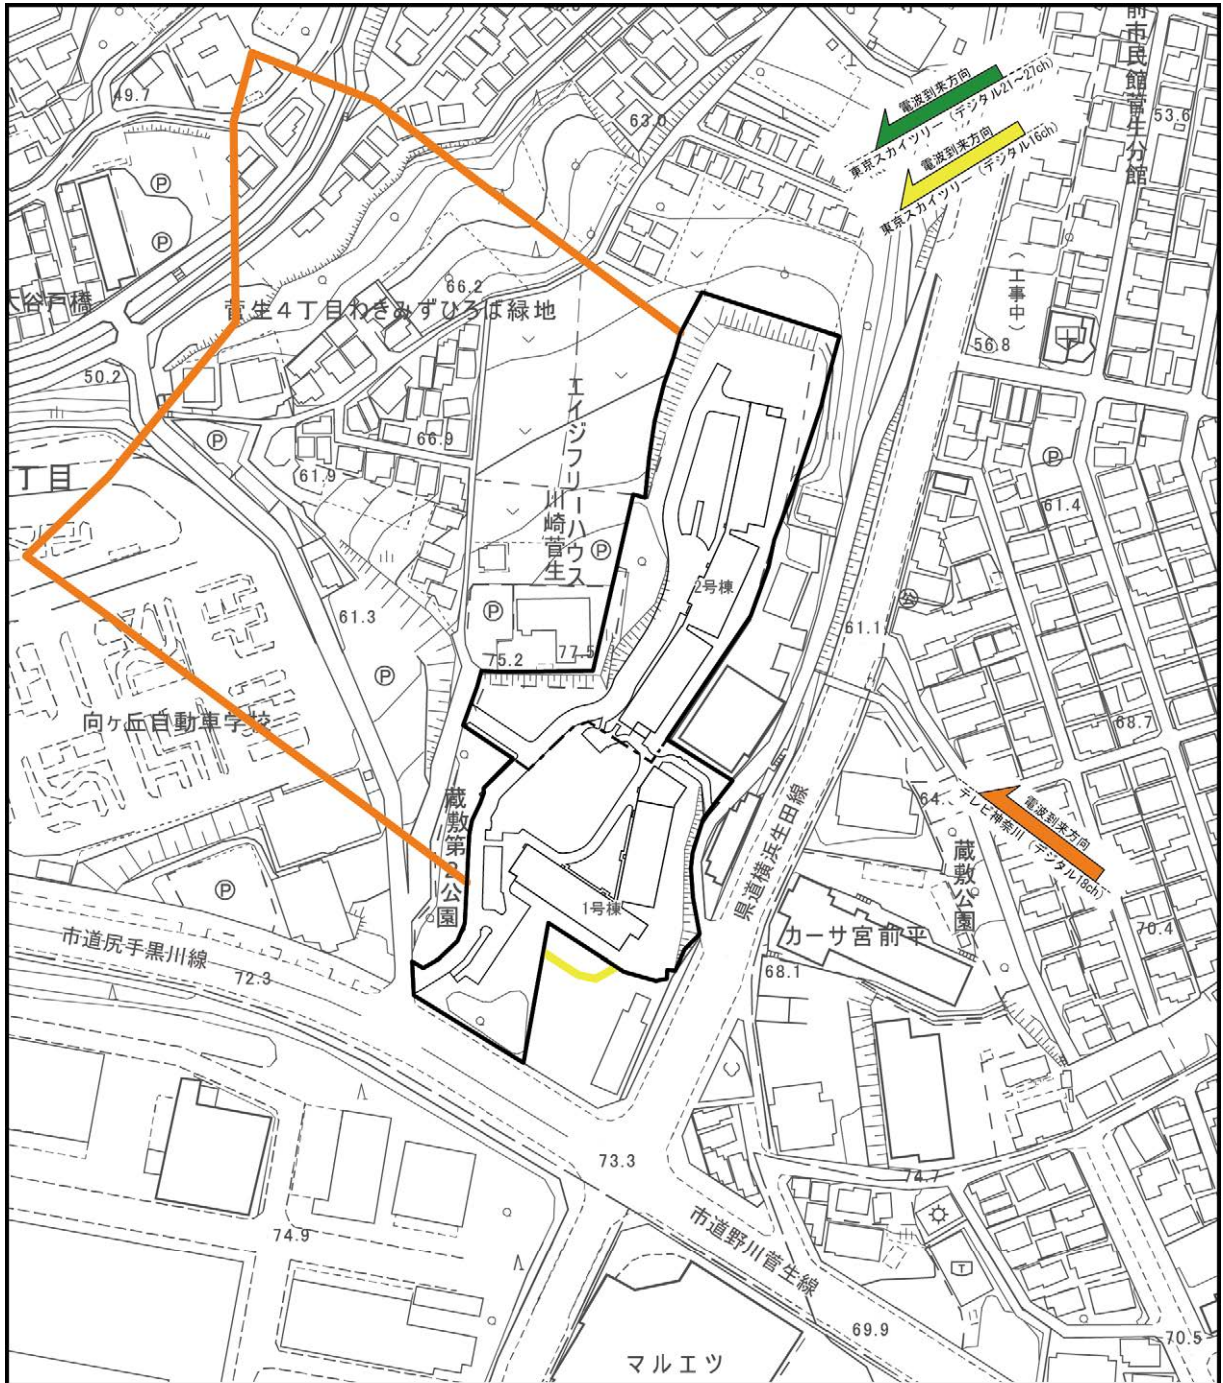 前市民館菅生分館
電波到来方向
東京スカイツリー（デジタル21～27ch）
電波到来方向
東京スカイツリー（デジタル16ch）
49.7
63.0
53.6
P
P
大谷戸橋
66.2
菅生４丁目わきみずひろば緑地
（工事中）
56.8
50.2
エイジフリーハウス
川崎菅生
P
66.9
P
丁目
61.9
61.4
P
2号棟
P
61.3
61.1
75.2
77.5
P
向ヶ丘自動車学校
68.7
蔵敷第2公園
県道横浜生田線
64.
電波到来方向
テレビ神奈川（デジタル18ch）
蔵敷公園
P
1号棟
カーサ宮前平
70.4
市道尻手黒川線
72.3
68.1
73.3
74.7
74.9
市道野川菅生線
T
69.9
70.5
マルエツ